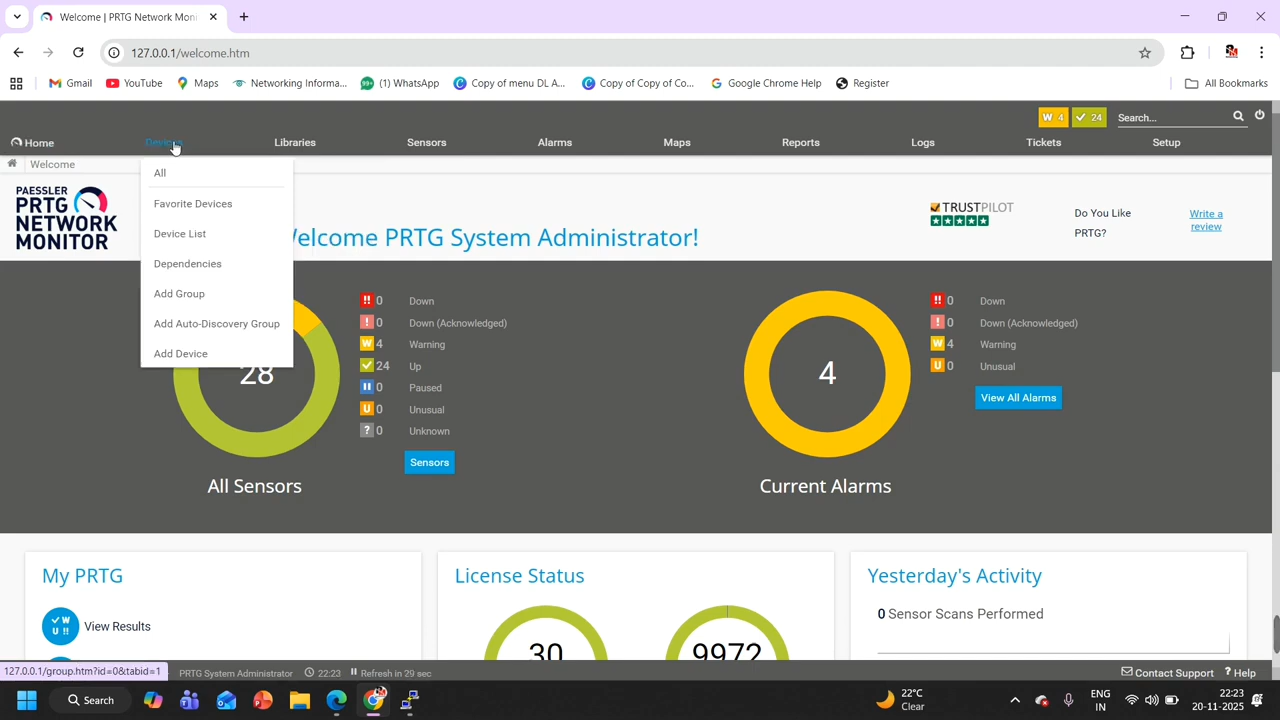 Welcome | PRTG Network Moni
127.0.0.1/welcome.htm
Gmail
YouTube
Maps
Networking Informa...
99+
(1) WhatsApp
Copy of menu DL A...
Copy of Copy of Co...
Google Chrome Help
Register
All Bookmarks
W 4
24
Search...
Home
Devices
Libraries
Sensors
Alarms
Maps
Reports
Logs
Tickets
Setup
Welcome
All
Favorite Devices
Device List
Dependencies
Add Group
Add Auto-Discovery Group
Add Device
PAESSLER
PRTG
NETWORK
MONITOR
Welcome PRTG System Administrator!
TRUSTPILOT
Do You Like
PRTG?
Write a
review
28
All Sensors
!! 0 Down
! 0 Down (Acknowledged)
W 4 Warning
24 Up
0 Paused
U 0 Unusual
? 0 Unknown
Sensors
4
Current Alarms
!! 0 Down
! 0 Down (Acknowledged)
W 4 Warning
U 0 Unusual
View All Alarms
My PRTG
W
U !!
View Results
License Status
30
9972
Yesterday's Activity
0 Sensor Scans Performed
127.0.0.1/group.htm?id=0&tabid=1
PRTG System Administrator
22:23
Refresh in 29 sec
Contact Support
? Help
Search
22°C
Clear
ENG
IN
22:23
20-11-2025